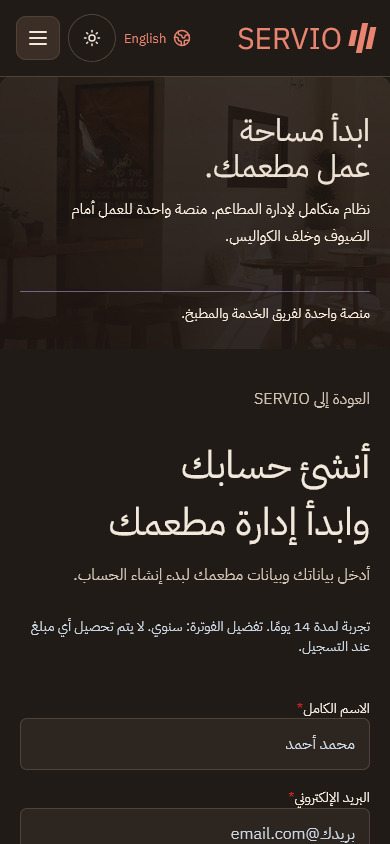 SERVIO
English
ابدأ مساحة
عمل مطعمك.
نظام متكامل لإدارة المطاعم. منصة واحدة للعمل أمام
الضيوف وخلف الكواليس.
منصة واحدة لفريق الخدمة والمطبخ.
العودة إلى SERVIO
أنشئ حسابك
وابدأ إدارة مطعمك
أدخل بياناتك وبيانات مطعمك لبدء إنشاء الحساب.
تجربة لمدة 14 يومًا. تفضيل الفوترة: سنوي. لا يتم تحصيل أي مبلغ
عند التسجيل.
الاسم الكامل*
محمد أحمد
البريد الإلكتروني*
بريدك@email.com